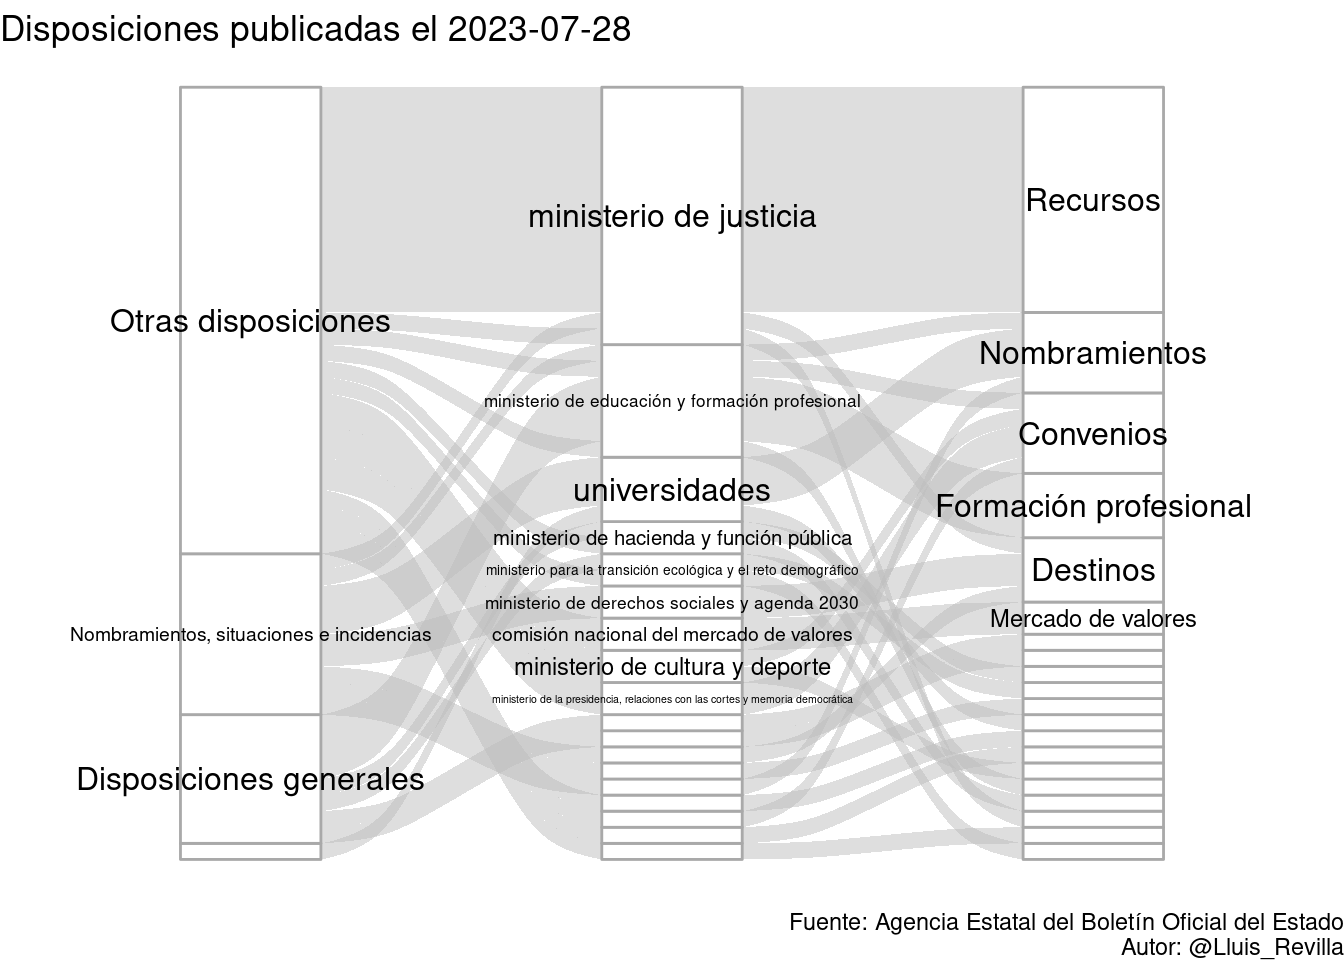 Disposiciones publicadas el 2023-07-28
Otras disposiciones
Nombramientos, situaciones e incidencias
Disposiciones generales
ministerio de justicia
ministerio de educación y formación profesional
universidades
ministerio de hacienda y función pública
ministerio para la transición ecológica y el reto demográfico
ministerio de derechos sociales y agenda 2030
comisión nacional del mercado de valores
ministerio de cultura y deporte
ministerio de la presidencia, relaciones con las cortes y memoria democrática
Recursos
Nombramientos
Convenios
Formación profesional
Destinos
Mercado de valores
Fuente: Agencia Estatal del Boletín Oficial del Estado
Autor: @Lluis_Revilla